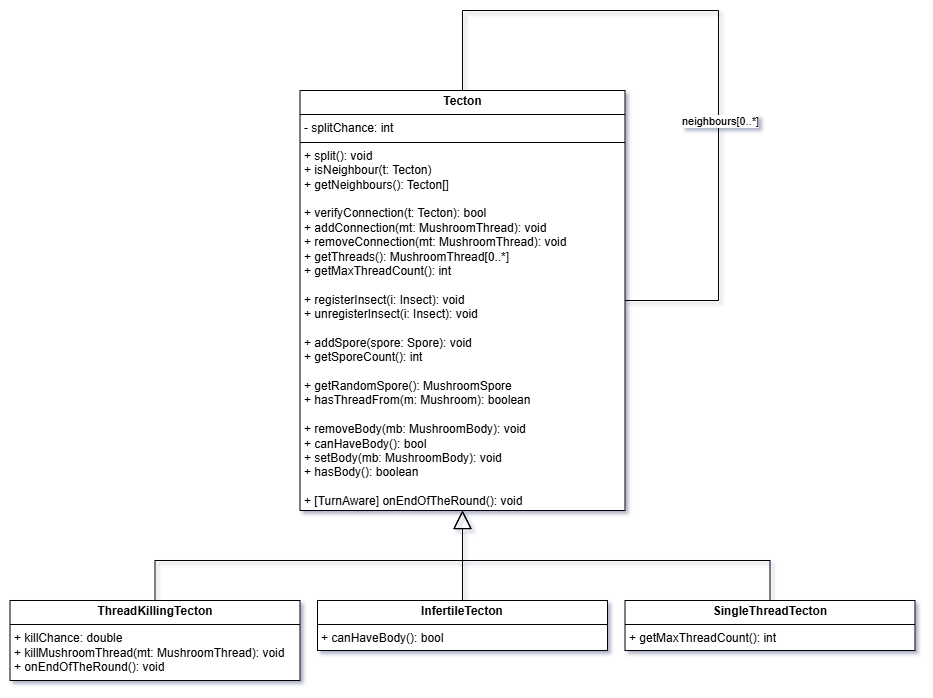 Tecton
- splitChance: int
neighbours[0..*]
+ split(): void
+ isNeighbour(t: Tecton)
+ getNeighbours(): Tecton[]
+ verifyConnection(t: Tecton): bool
+ addConnection(mt: MushroomThread): void
+ removeConnection(mt: MushroomThread): void
+ getThreads(): MushroomThread[0..*]
+ getMaxThreadCount(): int
+ registerInsect(i: Insect): void
+ unregisterInsect(i: Insect): void
+ addSpore(spore: Spore): void
+ getSporeCount(): int
+ getRandomSpore(): MushroomSpore
+ hasThreadFrom(m: Mushroom): boolean
+ removeBody(mb: MushroomBody): void
+ canHaveBody(): bool
+ setBody(mb: MushroomBody): void
+ hasBody(): boolean
+ [TurnAware] onEndOfTheRound(): void
ThreadKillingTecton
+ killChance: double
+ killMushroomThread(mt: MushroomThread): void
+ onEndOfTheRound(): void
InfertileTecton
+ canHaveBody(): bool
SingleThreadTecton
+ getMaxThreadCount(): int